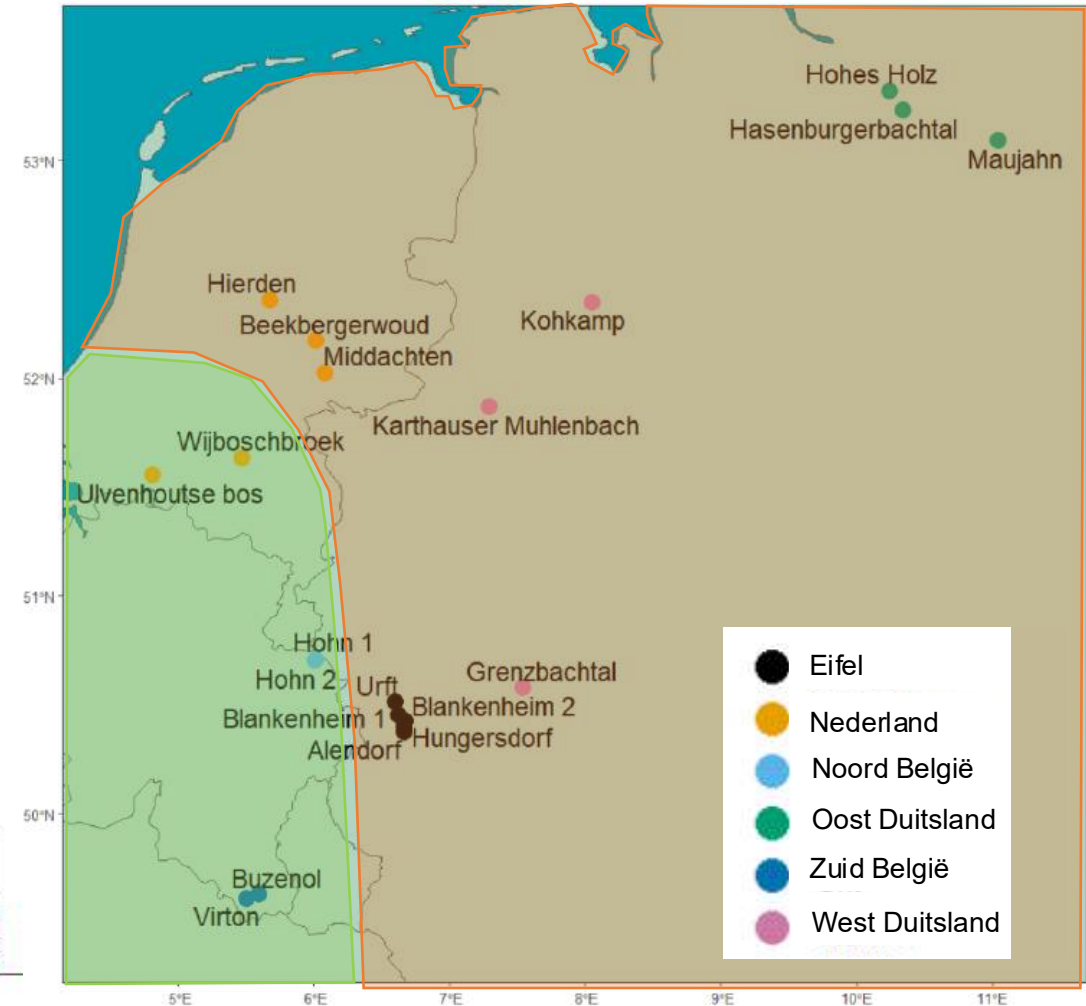 Hohes Holz
Hasenburgerbachtal
Maujahn
53°N
Hierden
Beekbergerwoud
Middachten
Kohkamp
52°N
Karthauser Muhlenbach
Wijboschbroek
Ulvenhoutse bos
51°N
Hohn 1
Hohn 2
Urft
Grenzbachtal
Blankenheim 1
Blankenheim 2
Alendorf
Hungersdorf
50°N
Buzenol
Virton
Eifel
Nederland
Noord België
Oost Duitsland
Zuid België
West Duitsland
5°E 6°E 7°E 8°E 9°E 10°E 11°E